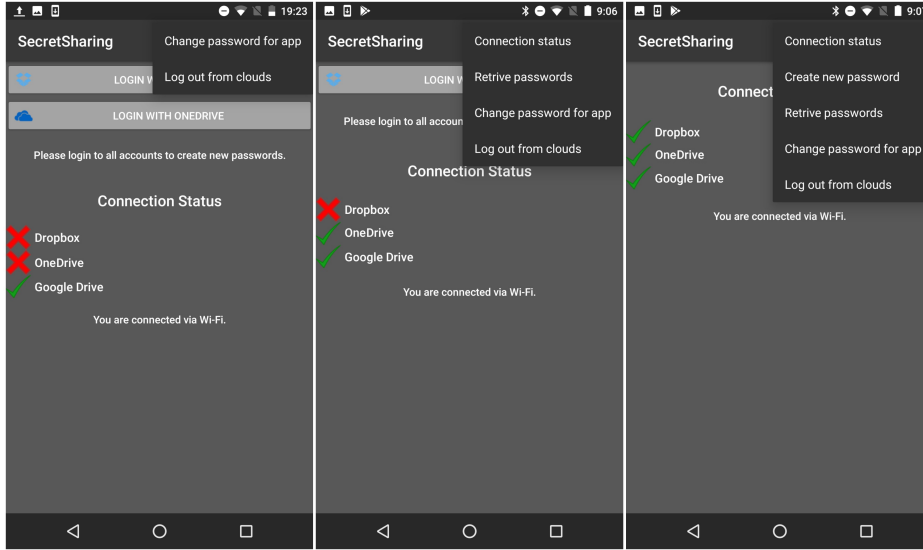 19:23
SecretSharing
Change password for app
Log out from clouds
LOGIN
LOGIN WITH ONEDRIVE
Please login to all accounts to create new passwords.
Connection Status
Dropbox
OneDrive
Google Drive
You are connected via Wi-Fi.
9:06
SecretSharing
Connection status
Retrive passwords
Change password for app
Log out from clouds
LOGIN
Please login to all
Connection Status
Dropbox
OneDrive
Google Drive
You are connected via Wi-Fi.
SecretSharing
Connection status
Create new password
Retrive passwords
Change password for app
Log out from clouds
Dropbox
OneDrive
Google Drive
You are connected via Wi-Fi.